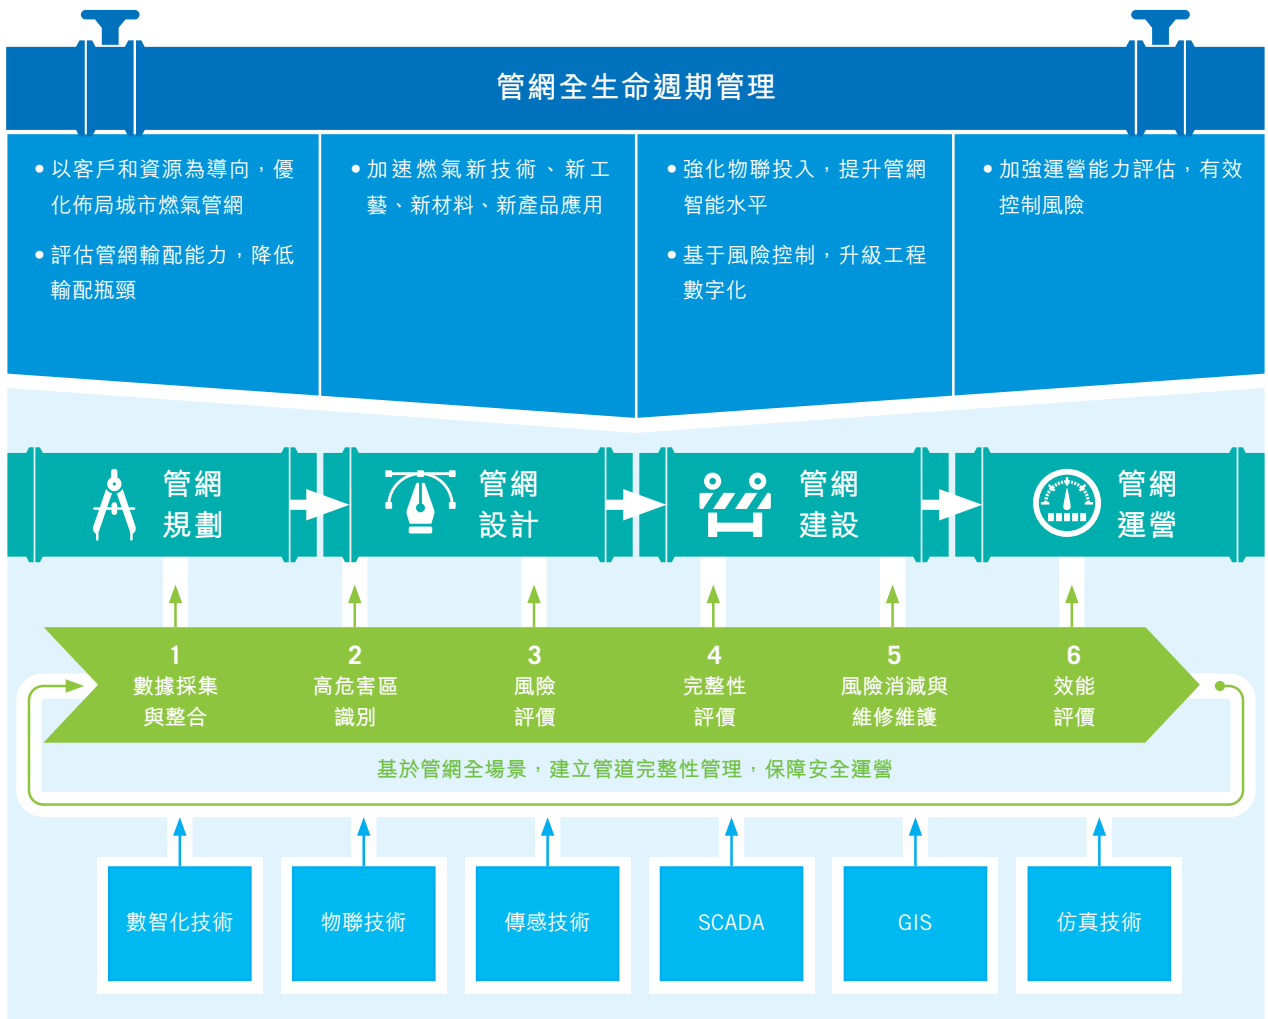 管網全生命週期管理
• 以客戶和資源為導向，優
化佈局城市燃氣管網
• 評估管網輸配能力，降低
輸配瓶頸
• 加速燃氣新技術、新工
藝、新材料、新產品應用
• 強化物聯投入，提升管網
智能水平
• 基于風險控制，升級工程
數字化
• 加強運營能力評估，有效
控制風險
管網
規劃
管網
設計
管網
建設
管網
運營
1
數據採集
與整合
2
高危害區
識別
3
風險
評價
4
完整性
評價
5
風險消減與
維修維護
6
效能
評價
基於管網全場景，建立管道完整性管理，保障安全運營
數智化技術
物聯技術
傳感技術
SCADA
GIS
仿真技術